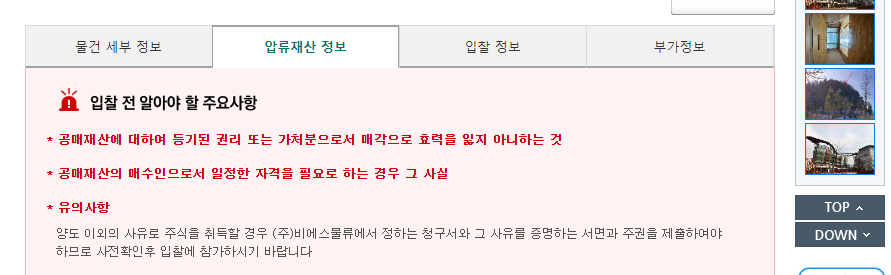 물건 세부 정보
압류재산 정보
입찰 정보
부가정보
입찰 전 알아야 할 주요사항
* 공매재산에 대하여 등기된 권리 또는 가처분으로서 매각으로 효력을 잃지 아니하는 것
* 공매재산의 매수인으로서 일정한 자격을 필요로 하는 경우 그 사실
* 유의사항
양도 이외의 사유로 주식을 취득할 경우 (주)비에스물류에서 정하는 청구서와 그 사유를 증명하는 서면과 주권을 제출하여야
하므로 사전확인후 입찰에 참가하시기 바랍니다
TOP
DOWN